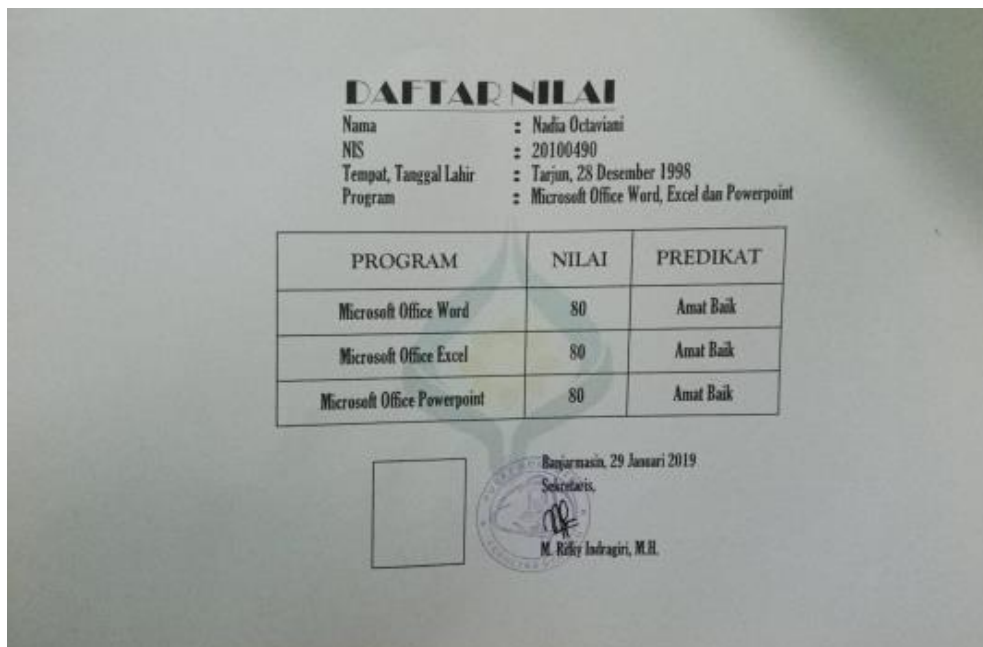 DAFTAR NILAI
Nama : Nadia Octaviani
NIS : 20100490
Tempat, Tanggal Lahir : Tarjun, 28 Desember 1998
Program : Microsoft Office Word, Excel dan Powerpoint
PROGRAM NILAI PREDIKAT
Microsoft Office Word 80 Amat Baik
Microsoft Office Excel 80 Amat Baik
Microsoft Office Powerpoint 80 Amat Baik
Banjarmasin, 29 Januari 2019
Sekretaris,
M. Rifky Indragiri, M.H.